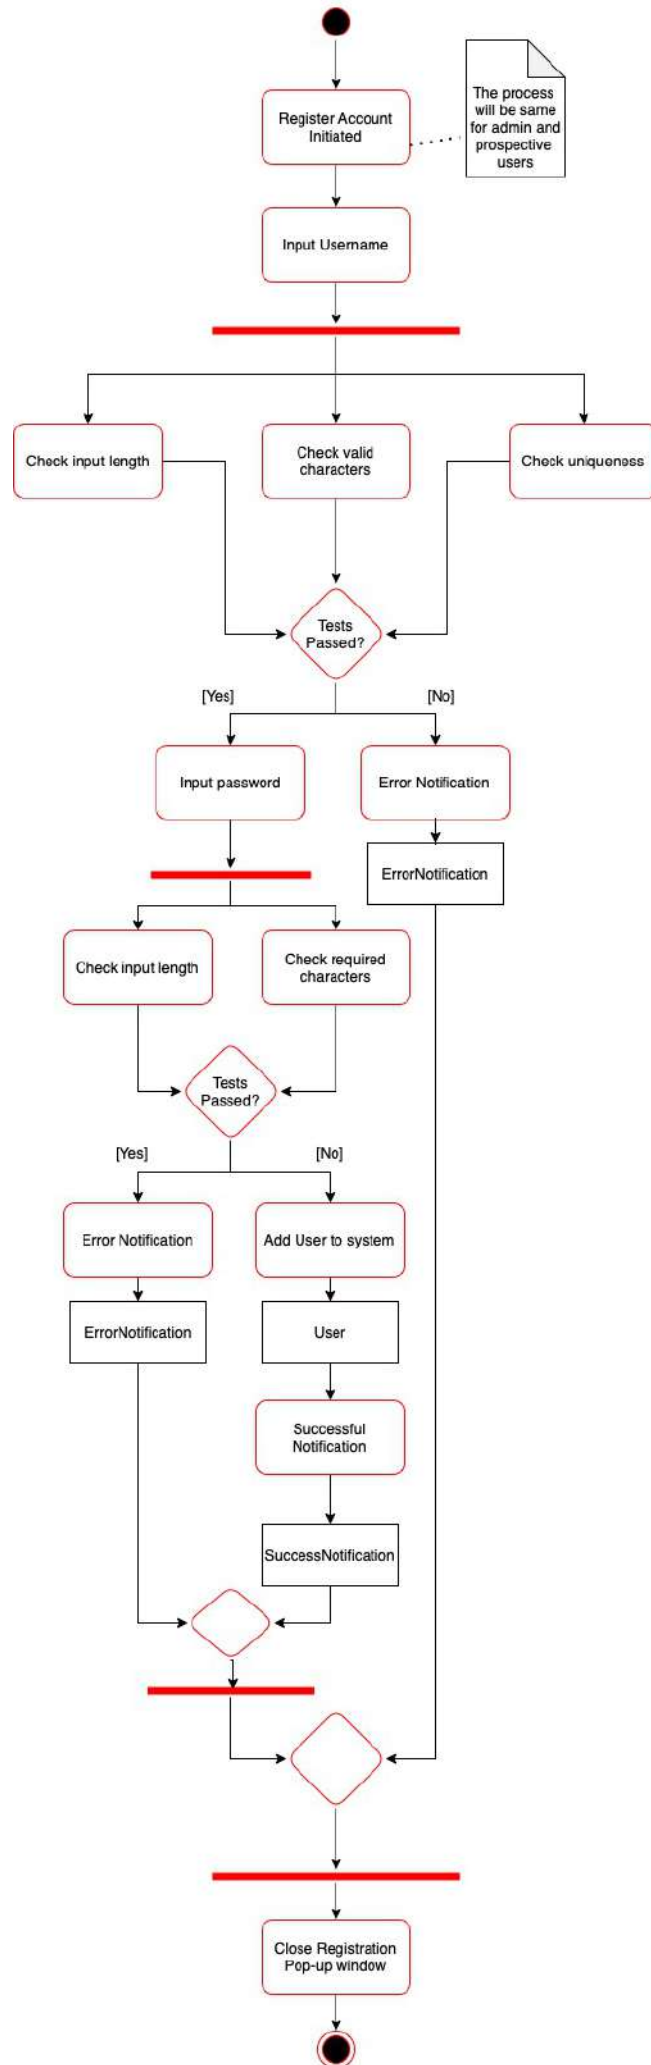 Register Account
Initiated
The process
will be same
for admin and
prospective
users
Input Username
Check input length
Check valid
characters
Check uniqueness
Tests
Passed?
[Yes]
[No]
Input password
Error Notification
ErrorNotification
Check input length
Check required
characters
Tests
Passed?
[Yes]
[No]
Error Notification
Add User to system
ErrorNotification
User
Successful
Notification
SuccessNotification
Close Registration
Pop-up window